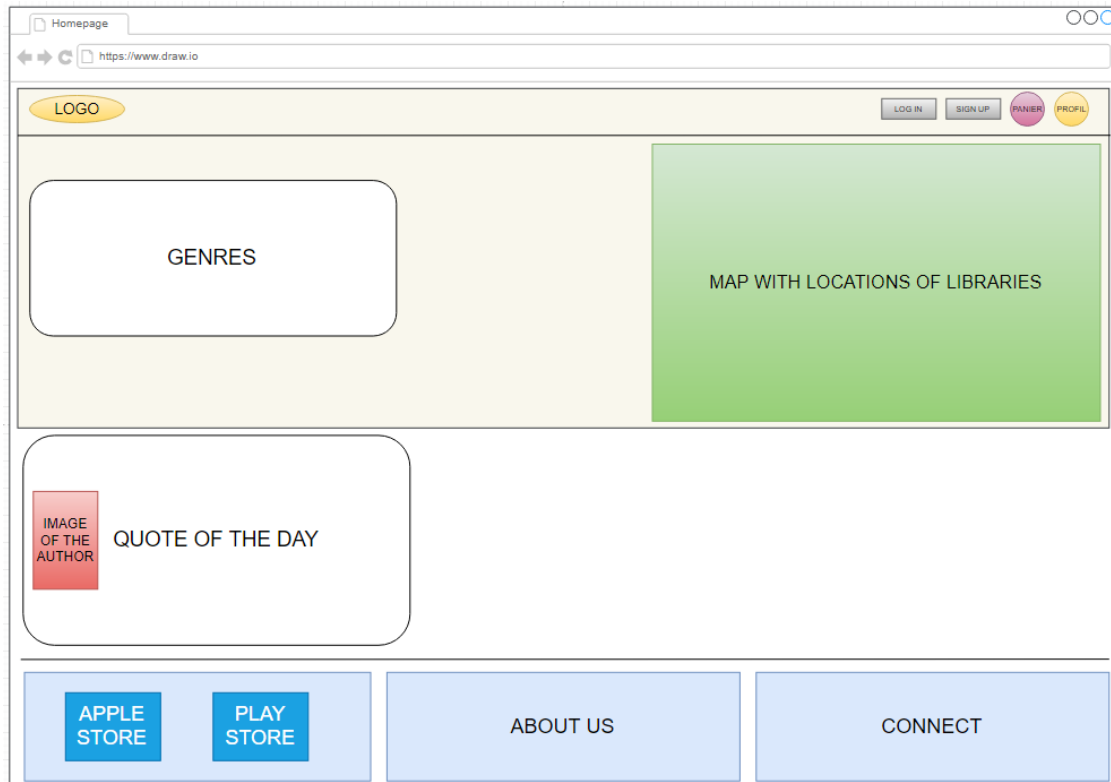 Homepage
https://www.draw.io
LOGO
LOG IN
SIGN UP
PANIER
PROFIL
GENRES
MAP WITH LOCATIONS OF LIBRARIES
IMAGE
OF THE
AUTHOR
QUOTE OF THE DAY
APPLE
STORE
PLAY
STORE
ABOUT US
CONNECT